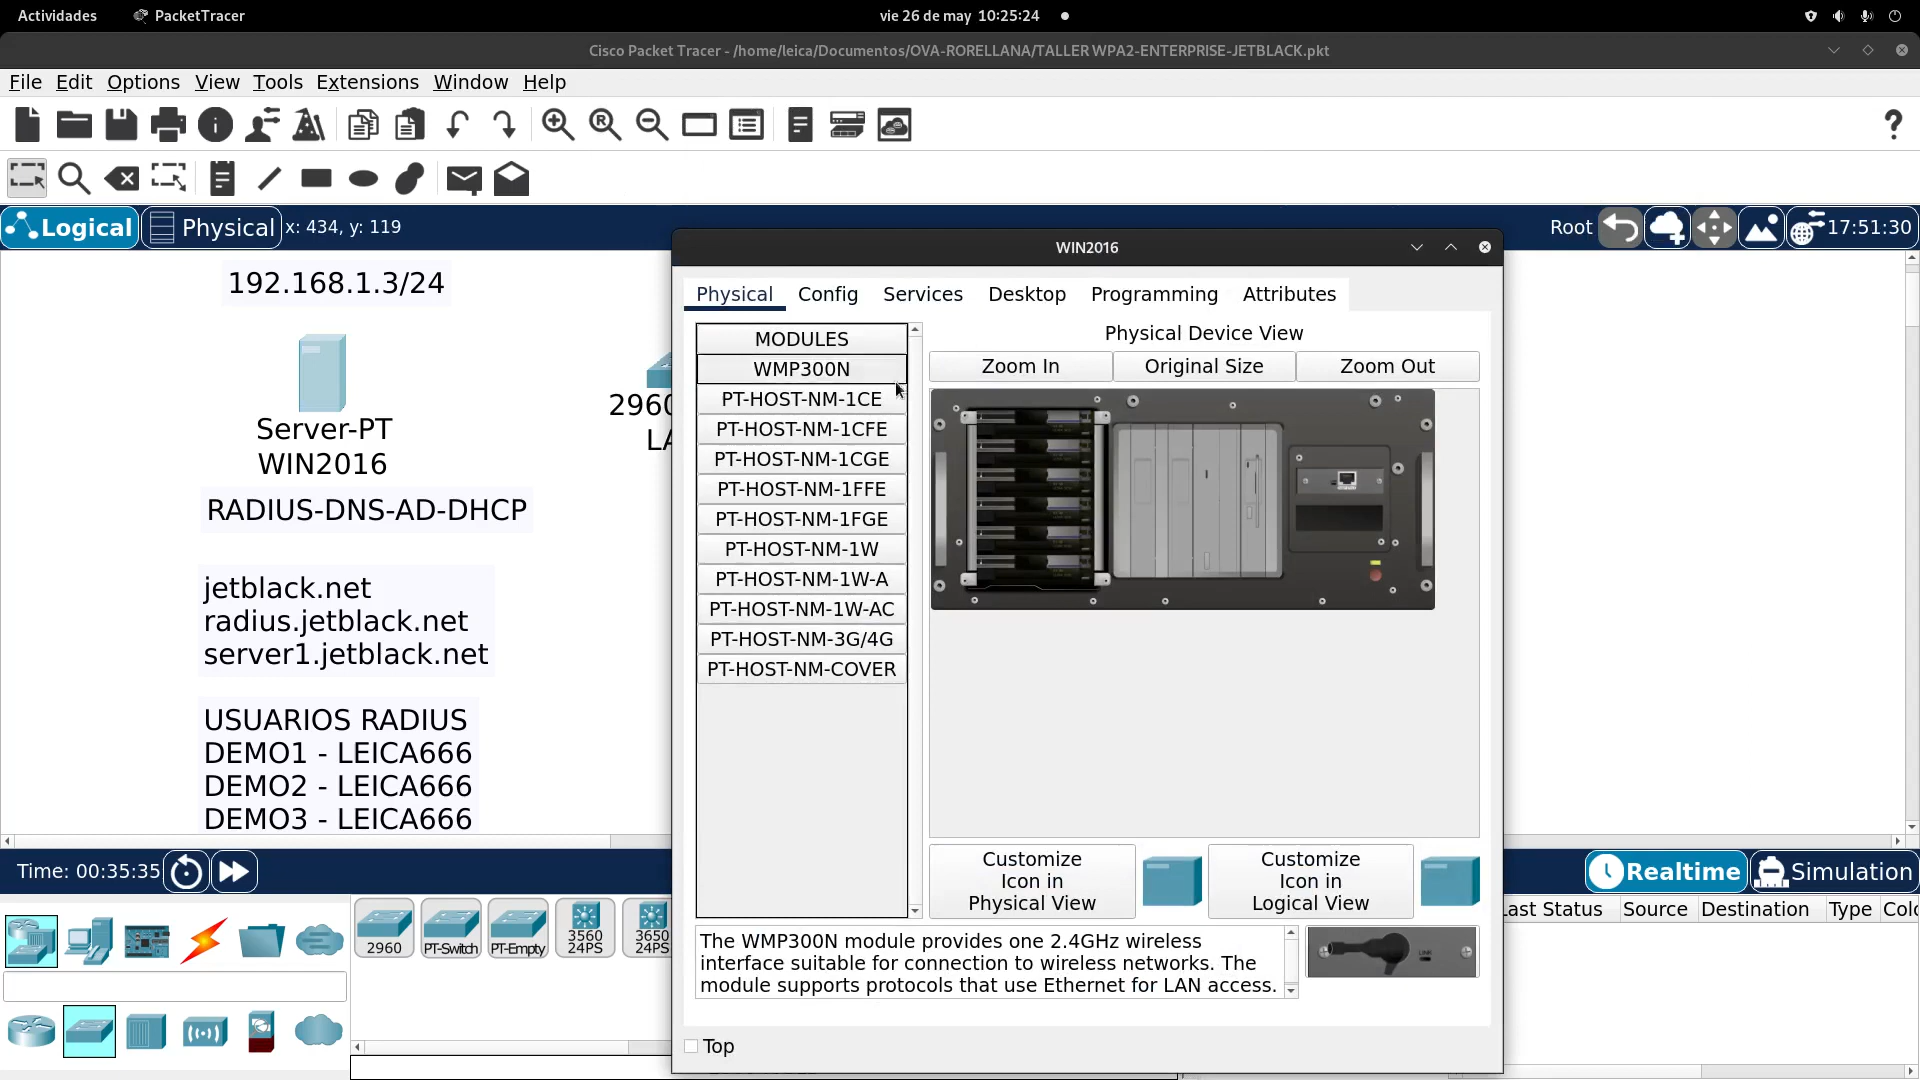 Actividades
PacketTracer
vie 26 de may 10:25:24
Cisco Packet Tracer - /home/leica/Documentos/OVA-RORELLANA/TALLER WPA2-ENTERPRISE-JETBLACK.pkt
File Edit Options View Tools Extensions Window Help
Logical
Physical
x: 434, y: 119
Root
17:51:30
192.168.1.3/24
Server-PT
WIN2016
RADIUS-DNS-AD-DHCP
jetblack.net
radius.jetblack.net
server1.jetblack.net
USUARIOS RADIUS
DEMO1 - LEICA666
DEMO2 - LEICA666
DEMO3 - LEICA666
2960
LA
WIN2016
Physical Config Services Desktop Programming Attributes
MODULES
WMP300N
PT-HOST-NM-1CE
PT-HOST-NM-1CFE
PT-HOST-NM-1CGE
PT-HOST-NM-1FFE
PT-HOST-NM-1FGE
PT-HOST-NM-1W
PT-HOST-NM-1W-A
PT-HOST-NM-1W-AC
PT-HOST-NM-3G/4G
PT-HOST-NM-COVER
Physical Device View
Zoom In
Original Size
Zoom Out
Customize
Icon in
Physical View
Customize
Icon in
Logical View
The WMP300N module provides one 2.4GHz wireless
interface suitable for connection to wireless networks. The
module supports protocols that use Ethernet for LAN access.
Top
Time: 00:35:35
Realtime
Simulation
2960
PT-Switch
PT-Empty
3560
24PS
3650
24PS
Last Status
Source
Destination
Type
Colo